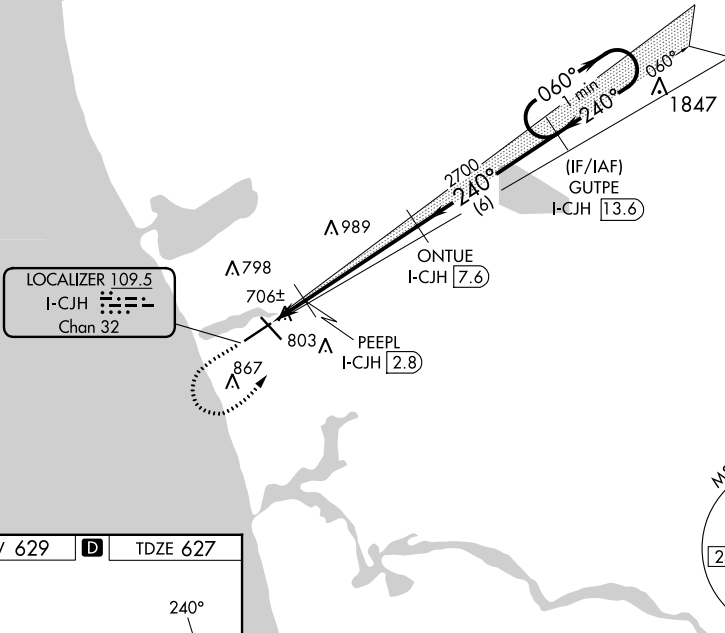 060°
1 min
240°
060°
1847
(IF/IAF)
GUTPE
I-CJH 13.6
2700
240°
(6)
989
ONTUE
I-CJH 7.6
798
LOCALIZER 109.5
I-CJH
Chan 32
706±
803
PEEPL
I-CJH 2.8
867
629
D
TDZE 627
240°
2